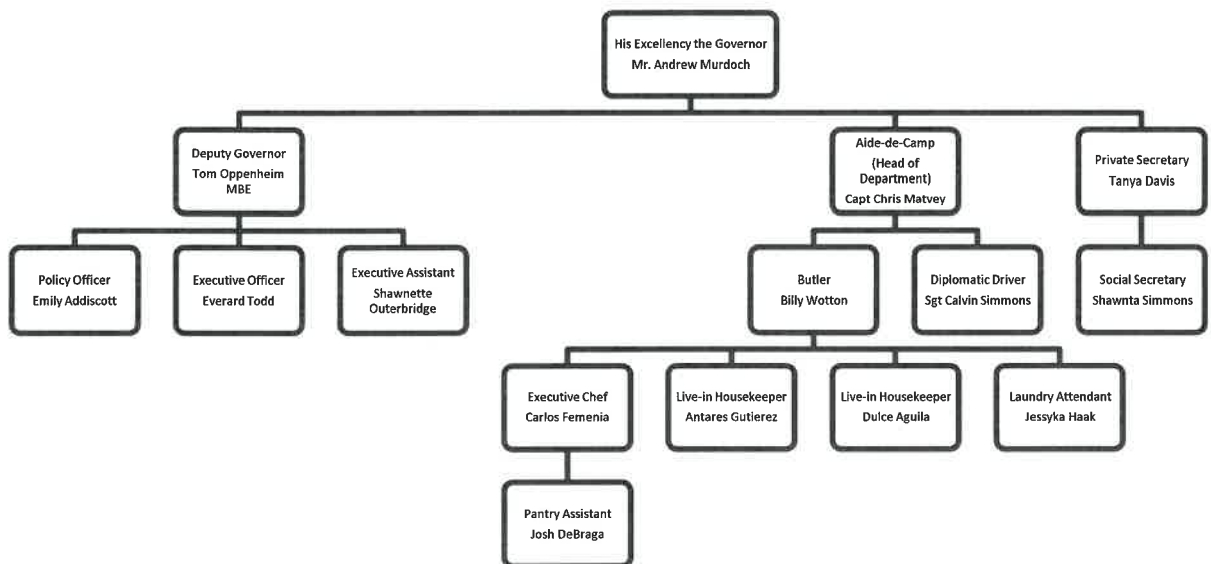 His Excellency the Governor
Mr. Andrew Murdoch
Deputy Governor
Tom Oppenheim
MBE
Aide-de-Camp
(Head of
Department)
Capt Chris Matvey
Private Secretary
Tanya Davis
Policy Officer
Emily Addiscott
Executive Officer
Everard Todd
Executive Assistant
Shawnette
Outerbridge
Butler
Billy Wotton
Diplomatic Driver
Sgt Calvin Simmons
Social Secretary
Shawnta Simmons
Executive Chef
Carlos Femenia
Live-in Housekeeper
Antares Gutierez
Live-in Housekeeper
Dulce Aguila
Laundry Attendant
Jessyka Haak
Pantry Assistant
Josh DeBraga